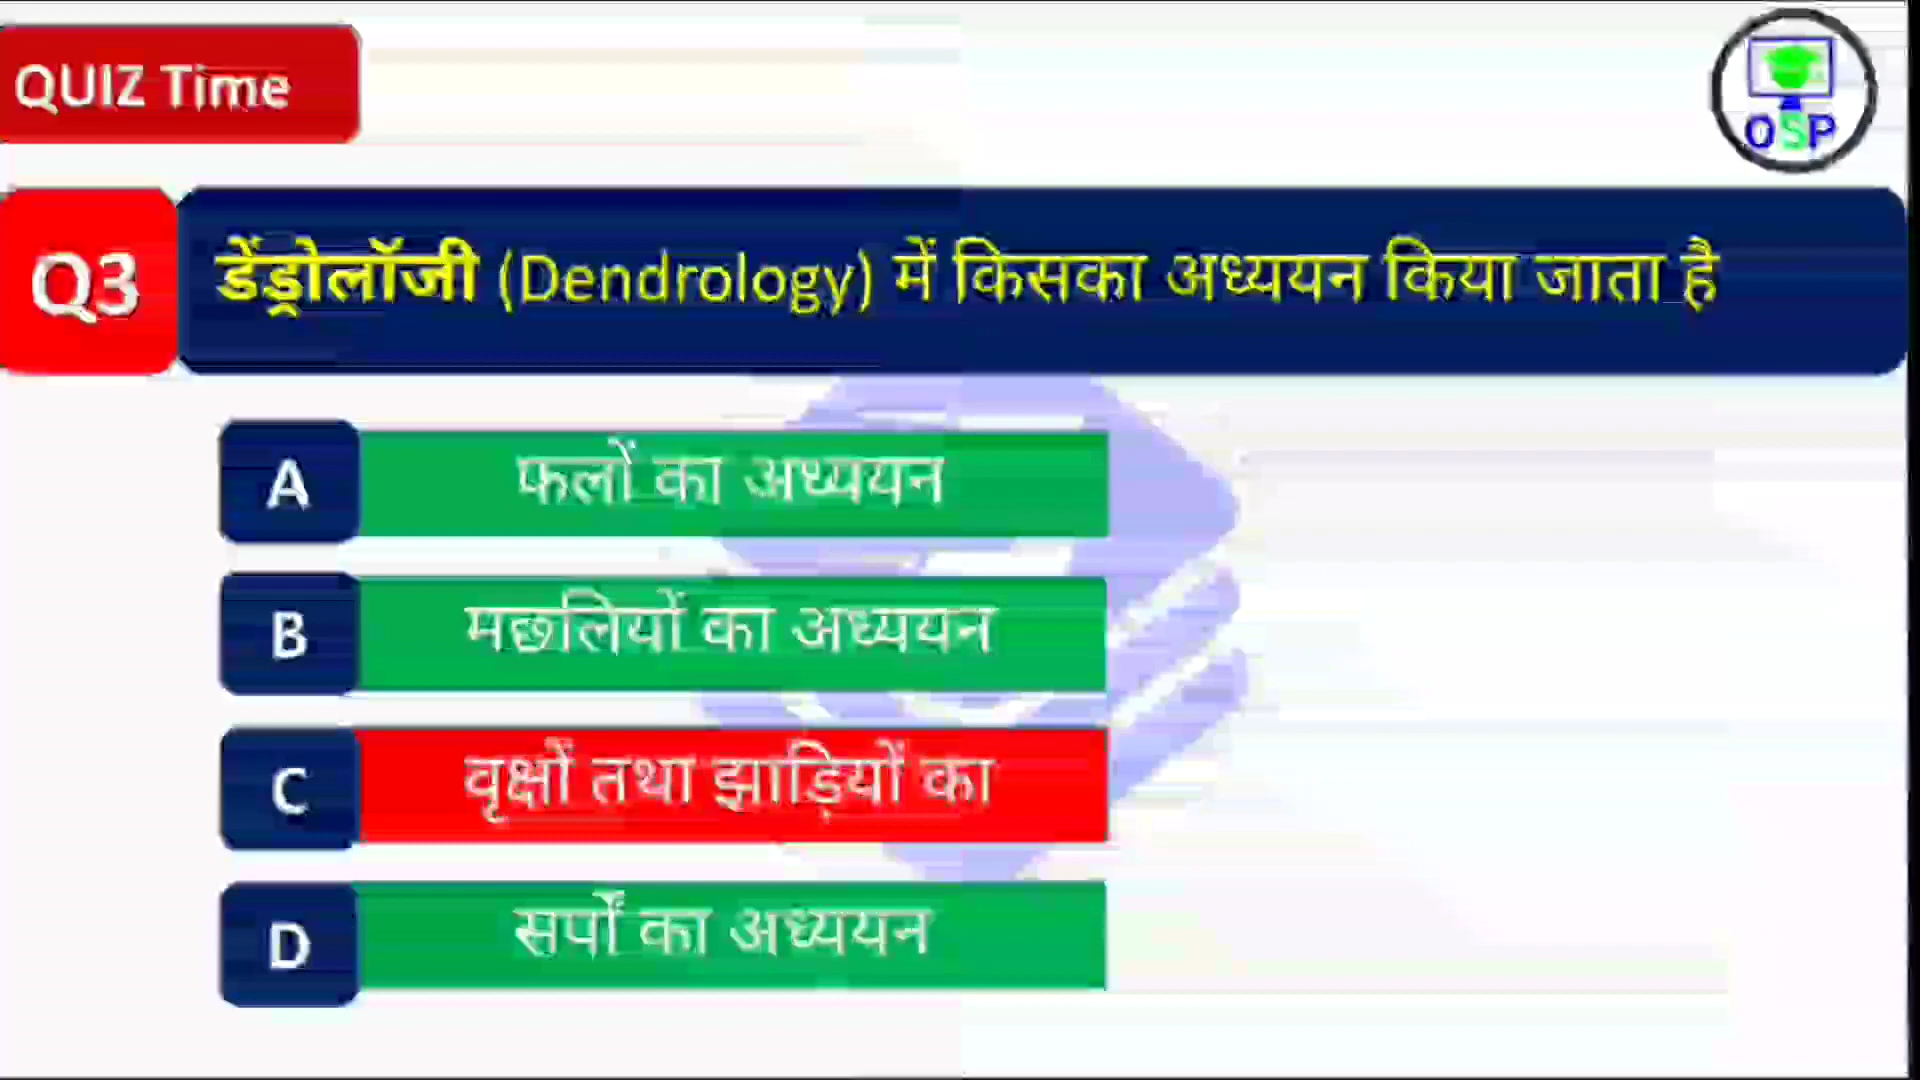 QUIZ Time
OSP
Q3
डेंड्रोलॉजी (Dendrology) में किसका अध्ययन किया जाता है
A
फलों का अध्ययन
B
मछलियों का अध्ययन
C
वृक्षों तथा झाड़ियों का
D
सर्पों का अध्ययन